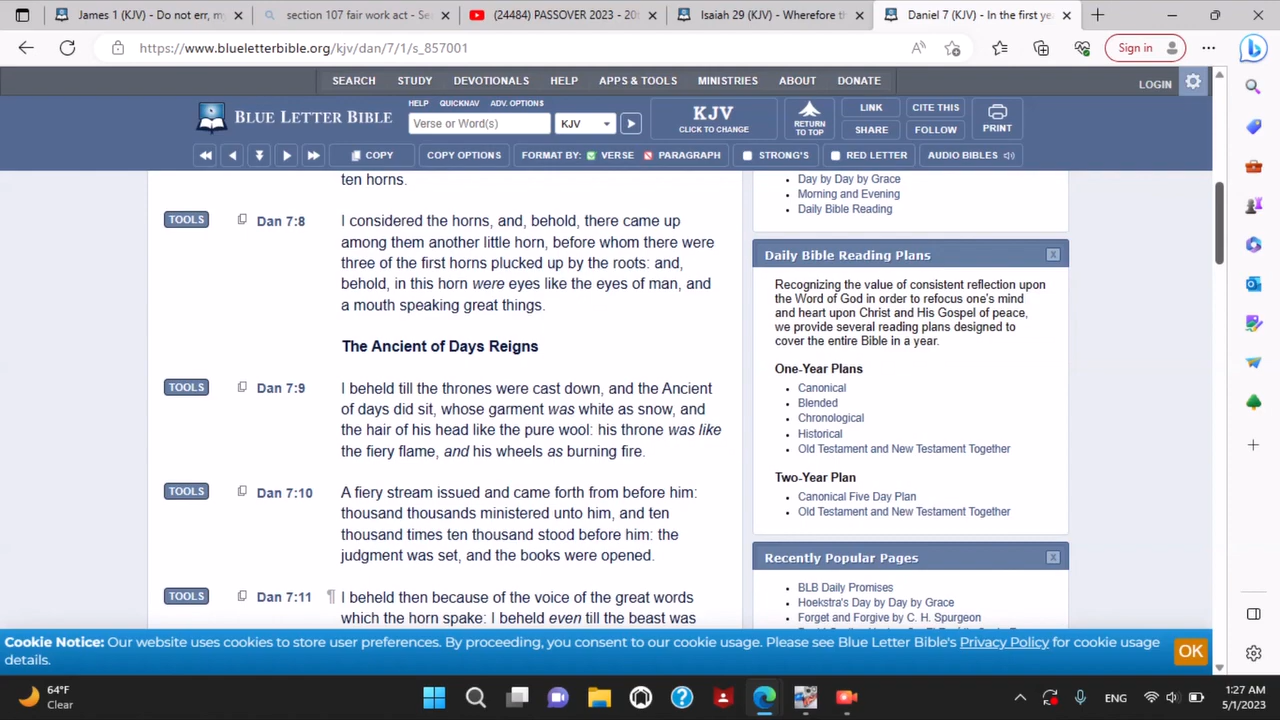 James 1 (KJV) - Do not err, my
section 107 fair work act - Se
(24484) PASSOVER 2023 - 20
Isaiah 29 (KJV) - Wherefore th
Daniel 7 (KJV) - In the first ye
https://www.blueletterbible.org/kjv/dan/7/1/s_857001
Sign in
SEARCH STUDY DEVOTIONALS HELP APPS & TOOLS MINISTRIES ABOUT DONATE
LOGIN
BLUE LETTER BIBLE
HELP QUICKNAV ADV. OPTIONS
Verse or Word(s)
KJV
KJV
CLICK TO CHANGE
RETURN
TO TOP
LINK
CITE THIS
SHARE
FOLLOW
PRINT
COPY
COPY OPTIONS
FORMAT BY: VERSE PARAGRAPH
STRONG'S
RED LETTER
AUDIO BIBLES
ten horns.
TOOLS
Dan 7:8
I considered the horns, and, behold, there came up
among them another little horn, before whom there were
three of the first horns plucked up by the roots: and,
behold, in this horn were eyes like the eyes of man, and
a mouth speaking great things.
The Ancient of Days Reigns
TOOLS
Dan 7:9
I beheld till the thrones were cast down, and the Ancient
of days did sit, whose garment was white as snow, and
the hair of his head like the pure wool: his throne was like
the fiery flame, and his wheels as burning fire.
TOOLS
Dan 7:10
A fiery stream issued and came forth from before him:
thousand thousands ministered unto him, and ten
thousand times ten thousand stood before him: the
judgment was set, and the books were opened.
TOOLS
Dan 7:11
¶ I beheld then because of the voice of the great words
which the horn spake: I beheld even till the beast was
Day by Day by Grace
Morning and Evening
Daily Bible Reading
Daily Bible Reading Plans
Recognizing the value of consistent reflection upon
the Word of God in order to refocus one's mind
and heart upon Christ and His Gospel of peace,
we provide several reading plans designed to
cover the entire Bible in a year.
One-Year Plans
Canonical
Blended
Chronological
Historical
Old Testament and New Testament Together
Two-Year Plan
Canonical Five Day Plan
Old Testament and New Testament Together
Recently Popular Pages
BLB Daily Promises
Hoekstra's Day by Day by Grace
Forget and Forgive by C. H. Spurgeon
Cookie Notice: Our website uses cookies to store user preferences. By proceeding, you consent to our cookie usage. Please see Blue Letter Bible's Privacy Policy for cookie usage
details.
OK
64°F
Clear
ENG
1:27 AM
5/1/2023